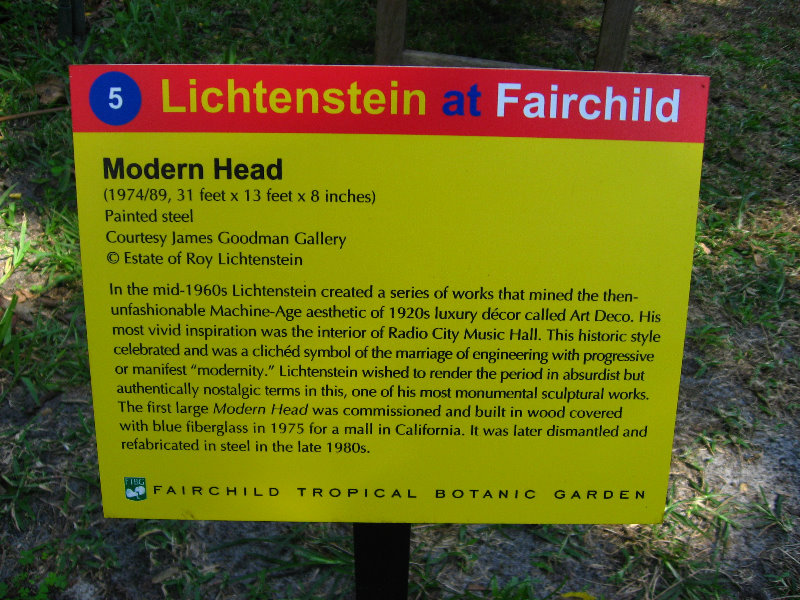 5 Lichtenstein at Fairchild
Modern Head
(1974/89, 31 feet x 13 feet x 8 inches)
Painted steel
Courtesy James Goodman Gallery
© Estate of Roy Lichtenstein
In the mid-1960s Lichtenstein created a series of works that mined the then-
unfashionable Machine-Age aesthetic of 1920s luxury décor called Art Deco. His
most vivid inspiration was the interior of Radio City Music Hall. This historic style
celebrated and was a clichéd symbol of the marriage of engineering with progressive
or manifest “modernity.” Lichtenstein wished to render the period in absurdist but
authentically nostalgic terms in this, one of his most monumental sculptural works.
The first large Modern Head was commissioned and built in wood covered
with blue fiberglass in 1975 for a mall in California. It was later dismantled and
refabricated in steel in the late 1980s.
FTBG FAIRCHILD TROPICAL BOTANIC GARDEN